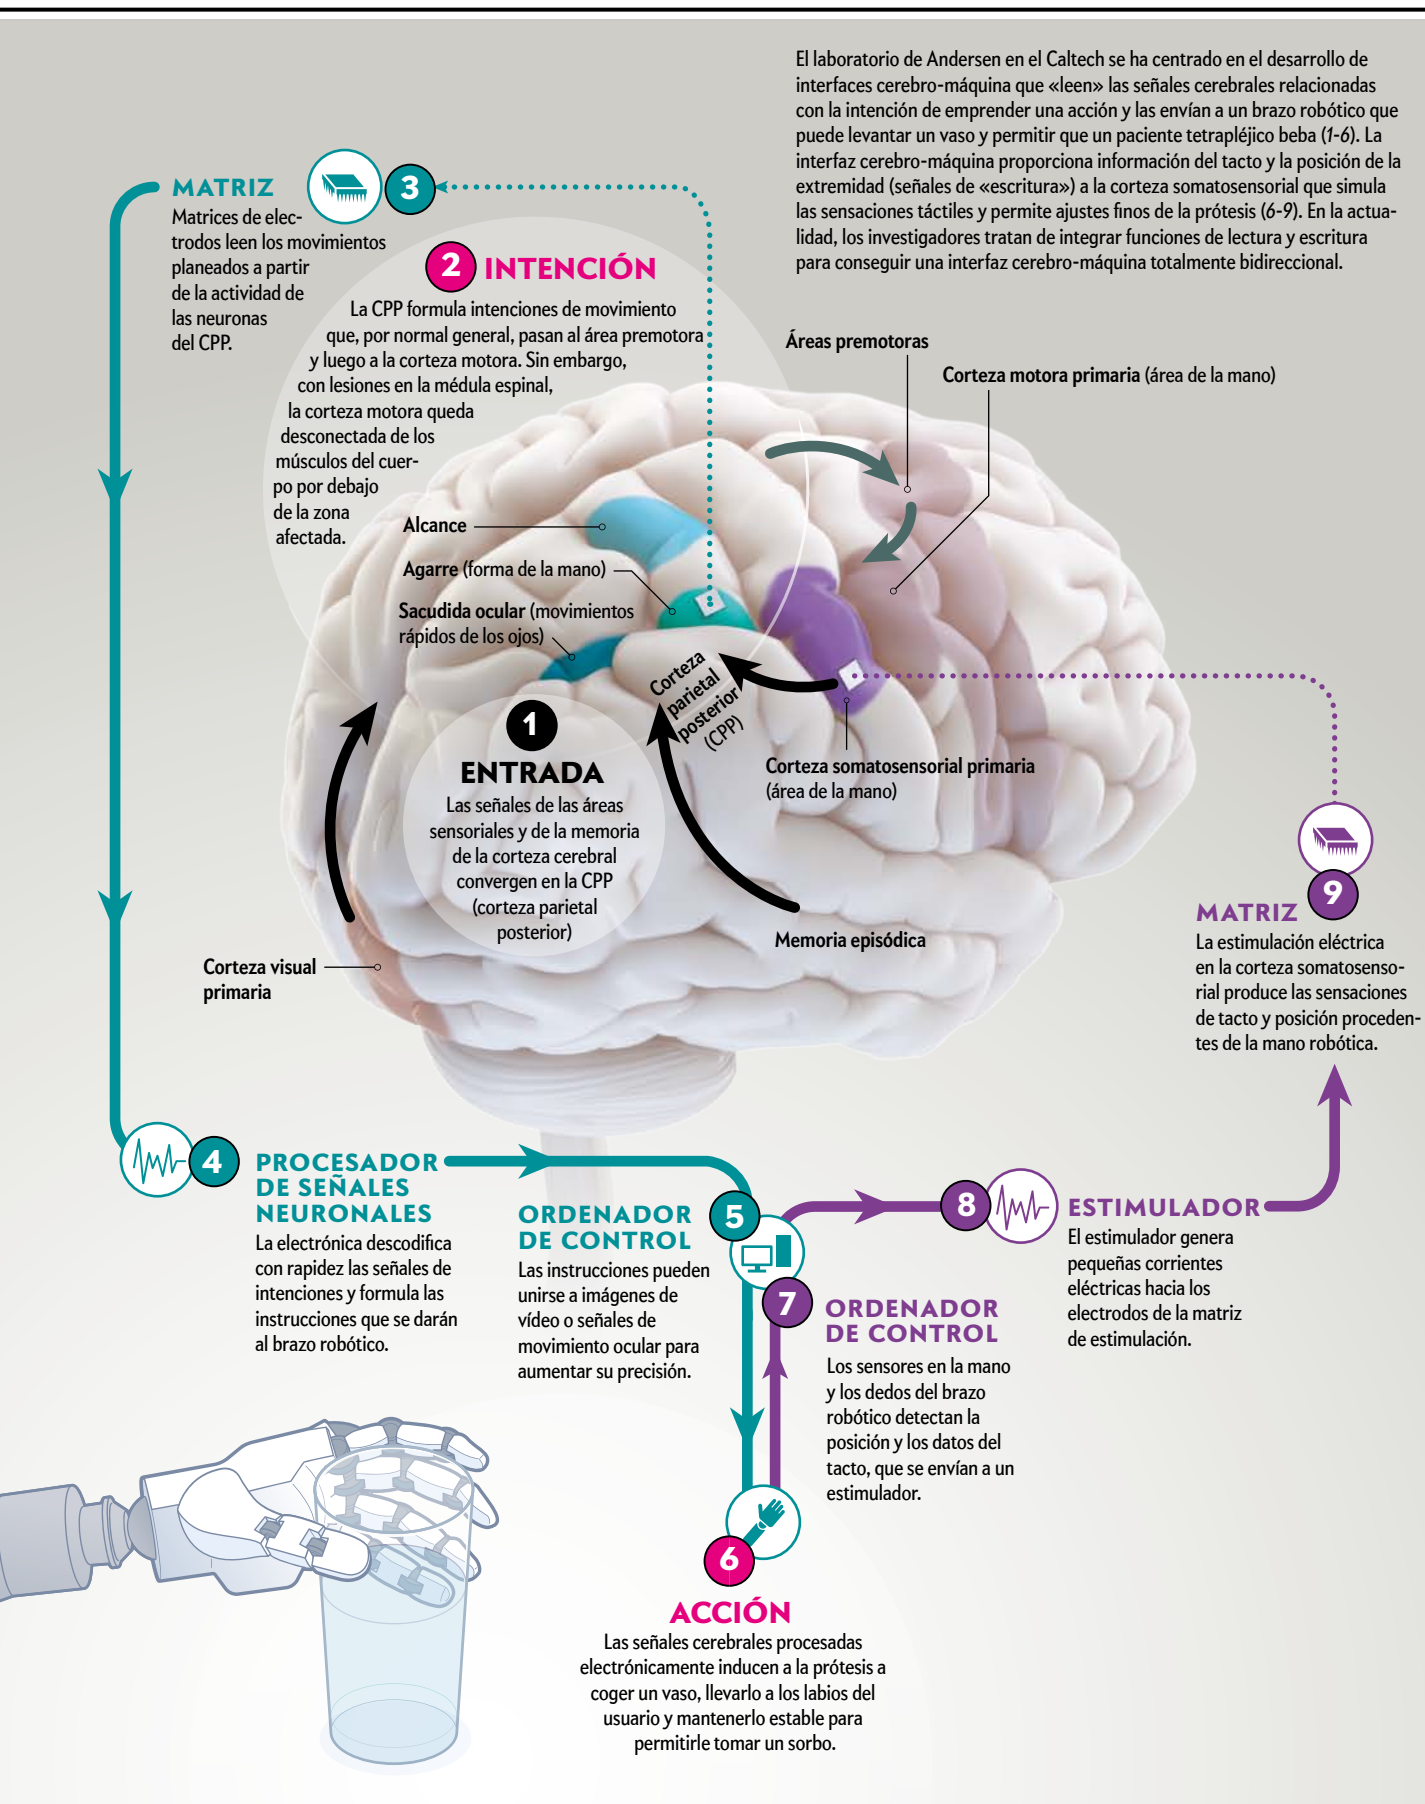 El laboratorio de Andersen en el Caltech se ha centrado en el desarrollo de
interfaces cerebro-máquina que «leen» las señales cerebrales relacionadas
con la intención de emprender una acción y las envían a un brazo robótico que
puede levantar un vaso y permitir que un paciente tetrapléjico beba (1-6). La
interfaz cerebro-máquina proporciona información del tacto y la posición de la
extremidad (señales de «escritura») a la corteza somatosensorial que simula
las sensaciones táctiles y permite ajustes finos de la prótesis (6-9). En la actua-
lidad, los investigadores tratan de integrar funciones de lectura y escritura
para conseguir una interfaz cerebro-máquina totalmente bidireccional.
1
ENTRADA
Las señales de las áreas
sensoriales y de la memoria
de la corteza cerebral
convergen en la CPP
(corteza parietal
posterior)
2 INTENCIÓN
La CPP formula intenciones de movimiento
que, por normal general, pasan al área premotora
y luego a la corteza motora. Sin embargo,
con lesiones en la médula espinal,
la corteza motora queda
desconectada de los
músculos del cuer-
po por debajo
de la zona
afectada.
MATRIZ 3
Matrices de elec-
trodos leen los movimientos
planeados a partir
de la actividad de
las neuronas
del CPP.
Áreas premotoras
Corteza motora primaria (área de la mano)
Alcance
Agarre (forma de la mano)
Sacudida ocular (movimientos
rápidos de los ojos)
Corteza
parietal
posterior
(CPP)
Corteza somatosensorial primaria
(área de la mano)
Memoria episódica
Corteza visual
primaria
4 PROCESADOR
DE SEÑALES
NEURONALES
La electrónica descodifica
con rapidez las señales de
intenciones y formula las
instrucciones que se darán
al brazo robótico.
5
ORDENADOR
DE CONTROL
Las instrucciones pueden
unirse a imágenes de
vídeo o señales de
movimiento ocular para
aumentar su precisión.
6
ACCIÓN
Las señales cerebrales procesadas
electrónicamente inducen a la prótesis a
coger un vaso, llevarlo a los labios del
usuario y mantenerlo estable para
permitirle tomar un sorbo.
7 ORDENADOR
DE CONTROL
Los sensores en la mano
y los dedos del brazo
robótico detectan la
posición y los datos del
tacto, que se envían a un
estimulador.
8 ESTIMULADOR
El estimulador genera
pequeñas corrientes
eléctricas hacia los
electrodos de la matriz
de estimulación.
9
MATRIZ
La estimulación eléctrica
en la corteza somatosenso-
rial produce las sensaciones
de tacto y posición proceden-
tes de la mano robótica.